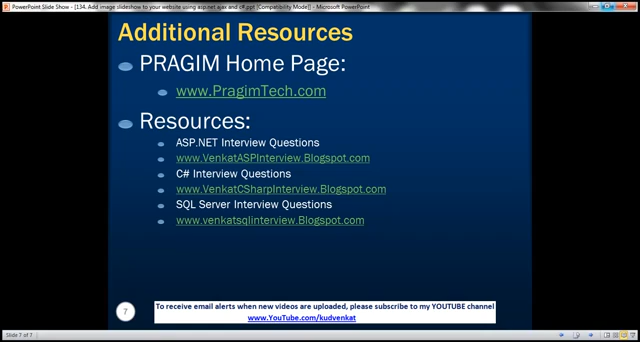 PowerPoint Slide Show - [134. Add image slideshow to your website using asp.net ajax and c#.ppt [Compatibility Mode]] - Microsoft PowerPoint
Additional Resources
PRAGIM Home Page:
www.PragimTech.com
Resources:
ASP.NET Interview Questions
www.VenkatASPInterview.Blogspot.com
C# Interview Questions
www.VenkatCSharpInterview.Blogspot.com
SQL Server Interview Questions
www.venkatsqlinterview.Blogspot.com
7
To receive email alerts when new videos are uploaded, please subscribe to my YOUTUBE channel
www.YouTube.com/kudvenkat
Slide 7 of 7